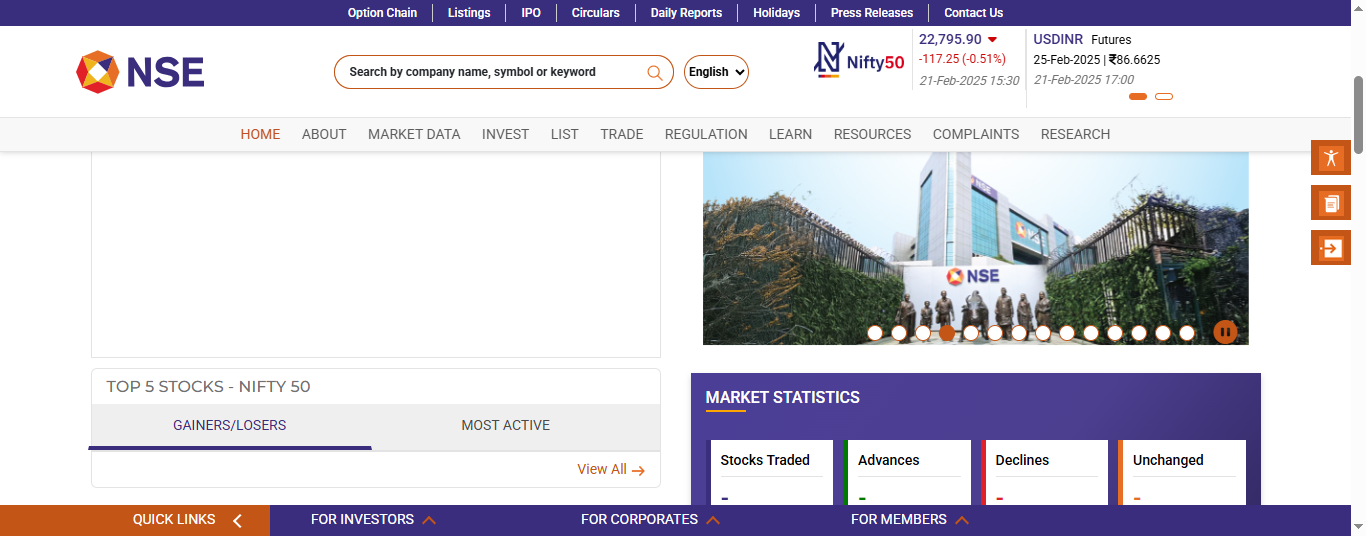 Option Chain
Listings
IPO
Circulars
Daily Reports
Holidays
Press Releases
Contact Us
NSE
Search by company name, symbol or keyword
English
Nifty50
22,795.90
-117.25 (-0.51%)
21-Feb-2025 15:30
USDINR Futures
25-Feb-2025 | ₹86.6625
21-Feb-2025 17:00
HOME
ABOUT
MARKET DATA
INVEST
LIST
TRADE
REGULATION
LEARN
RESOURCES
COMPLAINTS
RESEARCH
NSE
NSE
NSE
TOP 5 STOCKS - NIFTY 50
GAINERS/LOSERS
MOST ACTIVE
View All
MARKET STATISTICS
Stocks Traded
-
Advances
-
Declines
-
Unchanged
-
QUICK LINKS
FOR INVESTORS
FOR CORPORATES
FOR MEMBERS